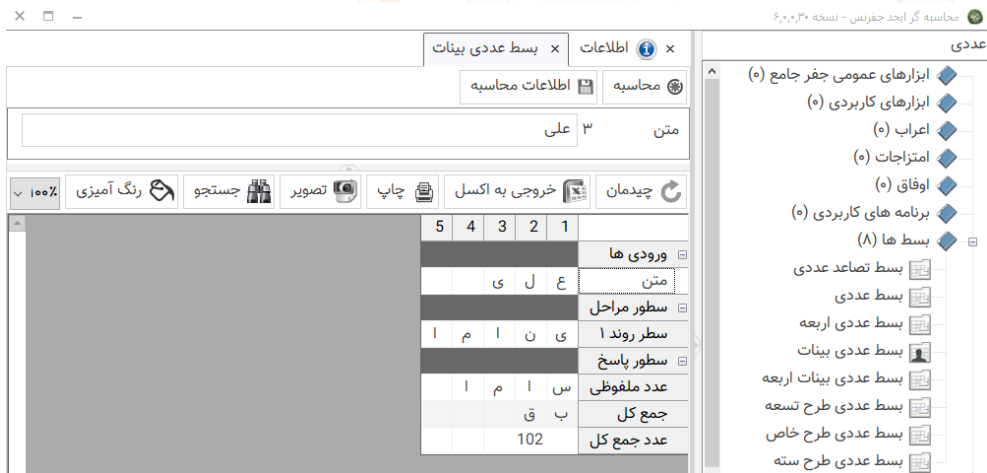 محاسبه گر ابجد جفرنس - نسخه ۶,۰,۰,۳۰
عددی
ابزارهای عمومی جفر جامع (۰)
ابزارهای کاربردی (۰)
اعراب (۰)
امتزاجات (۰)
اوفاق (۰)
برنامه های کاربردی (۰)
بسط ها (۸)
بسط تصاعد عددی
بسط عددی
بسط عددی اربعه
بسط عددی بینات
بسط عددی بینات اربعه
بسط عددی طرح تسعه
بسط عددی طرح خاص
بسط عددی طرح سته
اطلاعات × بسط عددی بینات ×
محاسبه اطلاعات محاسبه
متن ۳ علی
چیدمان خروجی به اکسل چاپ تصویر جستجو رنگ آمیزی ۱۰۰٪
1 2 3 4 5
ورودی ها
متن ع ل ی
سطور مراحل
سطر روند ۱ ی ن ا م ا
سطور پاسخ
عدد ملفوظی س ا م ا
جمع کل ب ق
عدد جمع کل 102